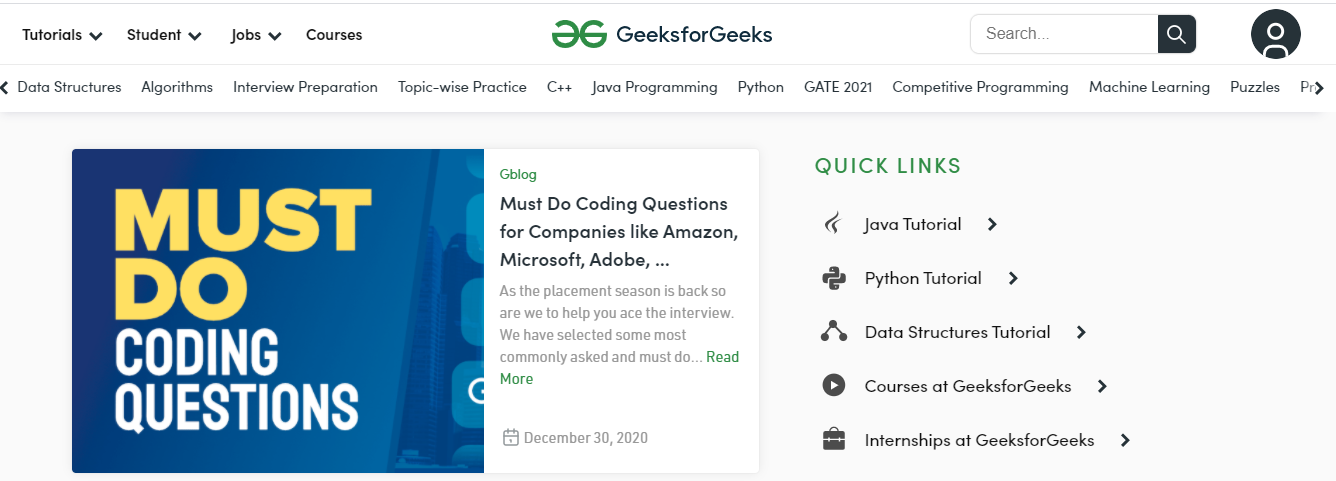 Tutorials Student Jobs Courses GeeksforGeeks Search...
Data Structures Algorithms Interview Preparation Topic-wise Practice C++ Java Programming Python GATE 2021 Competitive Programming Machine Learning Puzzles
MUST
DO
CODING
QUESTIONS
Gblog
Must Do Coding Questions
for Companies like Amazon,
Microsoft, Adobe, ...
As the placement season is back so
are we to help you ace the interview.
We have selected some most
commonly asked and must do... Read
More
December 30, 2020
QUICK LINKS
Java Tutorial
Python Tutorial
Data Structures Tutorial
Courses at GeeksforGeeks
Internships at GeeksforGeeks